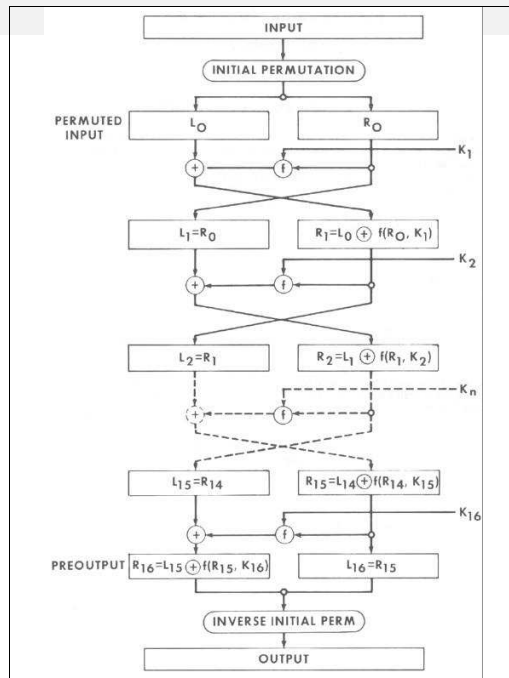 INPUT
INITIAL PERMUTATION
PERMUTED INPUT
L0
R0
K1
+
f
L1=R0
R1=L0 ⊕ f(R0, K1)
K2
+
f
L2=R1
R2=L1 ⊕ f(R1, K2)
Kn
+
f
L15=R14
R15=L14⊕f(R14, K15)
K16
+
f
PREOUTPUT
R16=L15⊕f(R15, K16)
L16=R15
INVERSE INITIAL PERM
OUTPUT